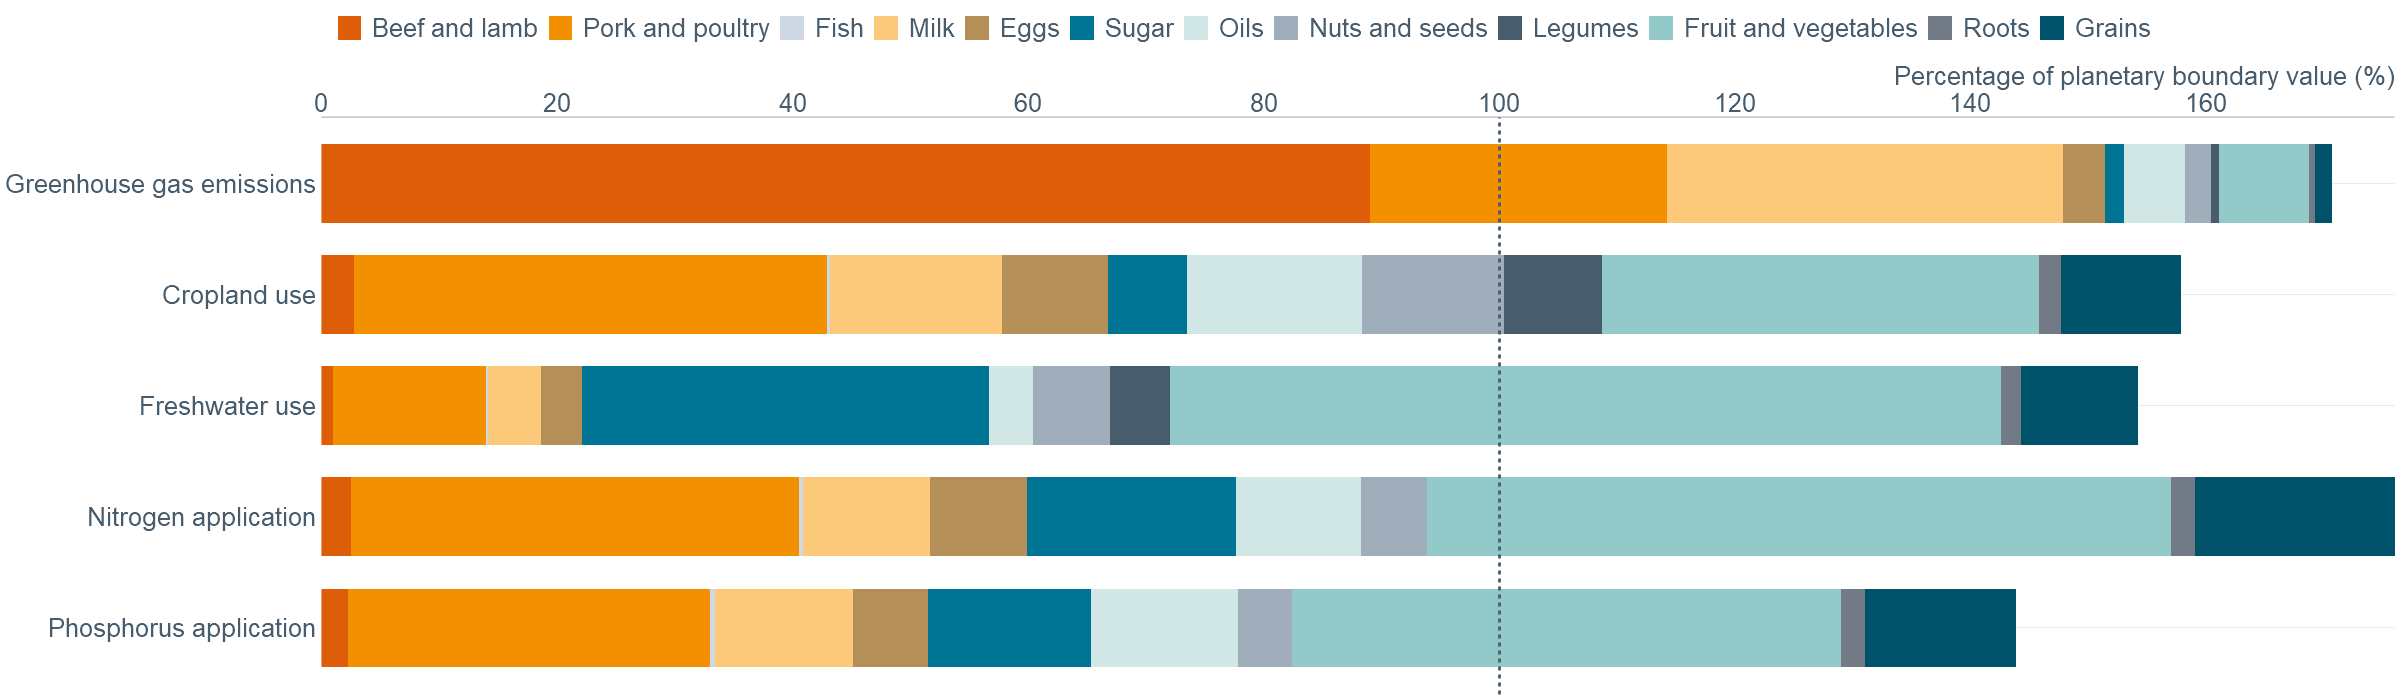 Beef and lamb Pork and poultry Fish Milk Eggs Sugar Oils Nuts and seeds Legumes Fruit and vegetables Roots Grains
Percentage of planetary boundary value (%)
0 20 40 60 80 100 120 140 160
Greenhouse gas emissions
Cropland use
Freshwater use
Nitrogen application
Phosphorus application